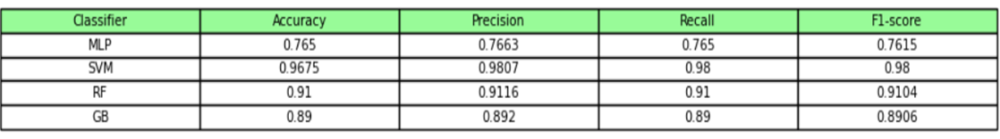 Classifier Accuracy Precision Recall F1-score
MLP 0.765 0.7663 0.765 0.7615
SVM 0.9675 0.9807 0.98 0.98
RF 0.91 0.9116 0.91 0.9104
GB 0.89 0.892 0.89 0.8906